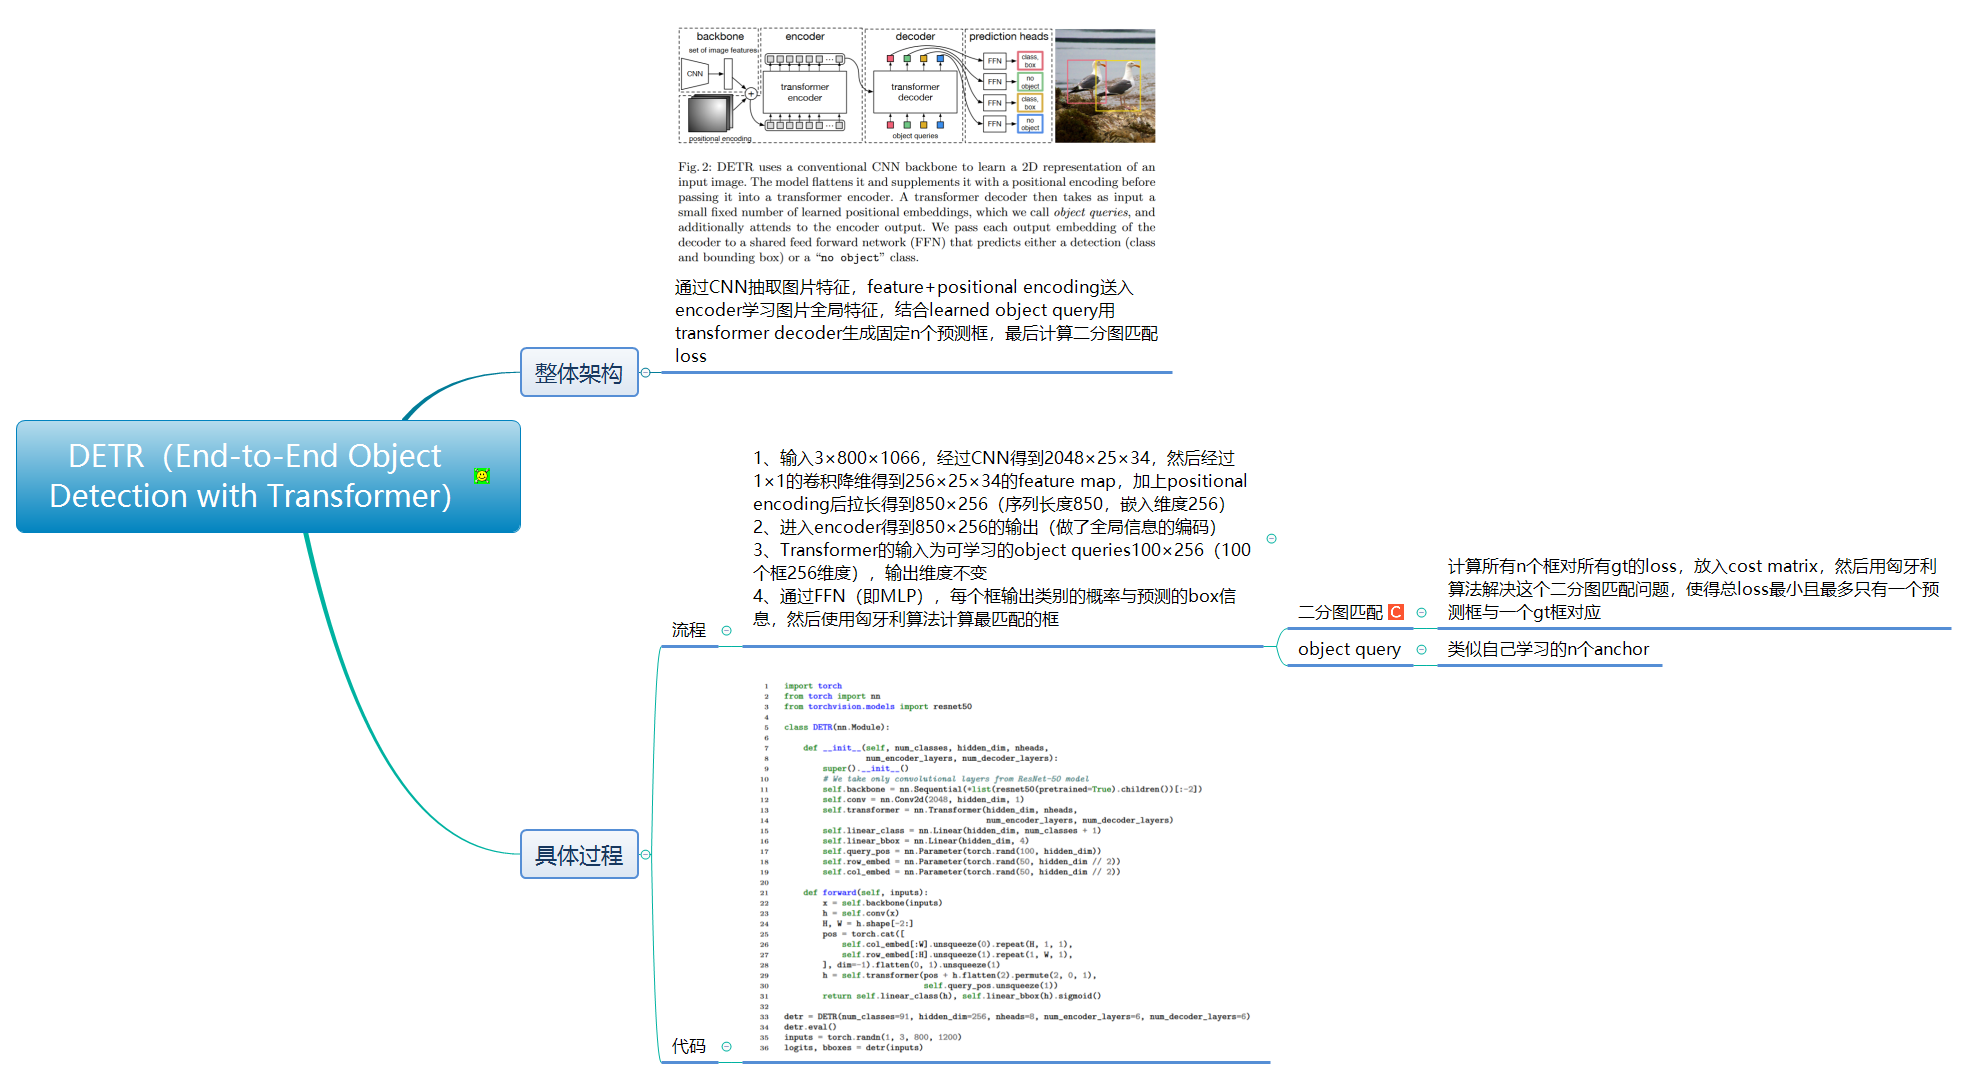 DETR（End-to-End Object
Detection with Transformer）
整体架构
backbone
encoder
decoder
prediction heads
set of image features
CNN
+
positional encoding
transformer
encoder
transformer
decoder
object queries
FFN
class,
box
FFN
no
object
FFN
class,
box
FFN
no
object
Fig. 2: DETR uses a conventional CNN backbone to learn a 2D representation of an
input image. The model flattens it and supplements it with a positional encoding before
passing it into a transformer encoder. A transformer decoder then takes as input a
small fixed number of learned positional embeddings, which we call object queries, and
additionally attends to the encoder output. We pass each output embedding of the
decoder to a shared feed forward network (FFN) that predicts either a detection (class
and bounding box) or a “no object” class.
通过CNN抽取图片特征，feature+positional encoding送入
encoder学习图片全局特征，结合learned object query用
transformer decoder生成固定n个预测框，最后计算二分图匹配
loss
具体过程
流程
1、输入3×800×1066，经过CNN得到2048×25×34，然后经过
1×1的卷积降维得到256×25×34的feature map，加上positional
encoding后拉长得到850×256（序列长度850，嵌入维度256）
2、进入encoder得到850×256的输出（做了全局信息的编码）
3、Transformer的输入为可学习的object queries100×256（100
个框256维度），输出维度不变
4、通过FFN（即MLP），每个框输出类别的概率与预测的box信
息，然后使用匈牙利算法计算最匹配的框
二分图匹配 C
计算所有n个框对所有gt的loss，放入cost matrix，然后用匈牙利
算法解决这个二分图匹配问题，使得总loss最小且最多只有一个预
测框与一个gt框对应
object query
类似自己学习的n个anchor
代码
1 import torch
2 from torch import nn
3 from torchvision.models import resnet50
4
5 class DETR(nn.Module):
6
7 def __init__(self, num_classes, hidden_dim, nheads,
8 num_encoder_layers, num_decoder_layers):
9 super().__init__()
10 # We take only convolutional layers from ResNet-50 model
11 self.backbone = nn.Sequential(*list(resnet50(pretrained=True).children())[:-2])
12 self.conv = nn.Conv2d(2048, hidden_dim, 1)
13 self.transformer = nn.Transformer(hidden_dim, nheads,
14 num_encoder_layers, num_decoder_layers)
15 self.linear_class = nn.Linear(hidden_dim, num_classes + 1)
16 self.linear_bbox = nn.Linear(hidden_dim, 4)
17 self.query_pos = nn.Parameter(torch.rand(100, hidden_dim))
18 self.row_embed = nn.Parameter(torch.rand(50, hidden_dim // 2))
19 self.col_embed = nn.Parameter(torch.rand(50, hidden_dim // 2))
20
21 def forward(self, inputs):
22 x = self.backbone(inputs)
23 h = self.conv(x)
24 H, W = h.shape[-2:]
25 pos = torch.cat([
26 self.col_embed[:W].unsqueeze(0).repeat(H, 1, 1),
27 self.row_embed[:H].unsqueeze(1).repeat(1, W, 1),
28 ], dim=-1).flatten(0, 1).unsqueeze(1)
29 h = self.transformer(pos + h.flatten(2).permute(2, 0, 1),
30 self.query_pos.unsqueeze(1))
31 return self.linear_class(h), self.linear_bbox(h).sigmoid()
32
33 detr = DETR(num_classes=91, hidden_dim=256, nheads=8, num_encoder_layers=6, num_decoder_layers=6)
34 detr.eval()
35 inputs = torch.randn(1, 3, 800, 1200)
36 logits, bboxes = detr(inputs)